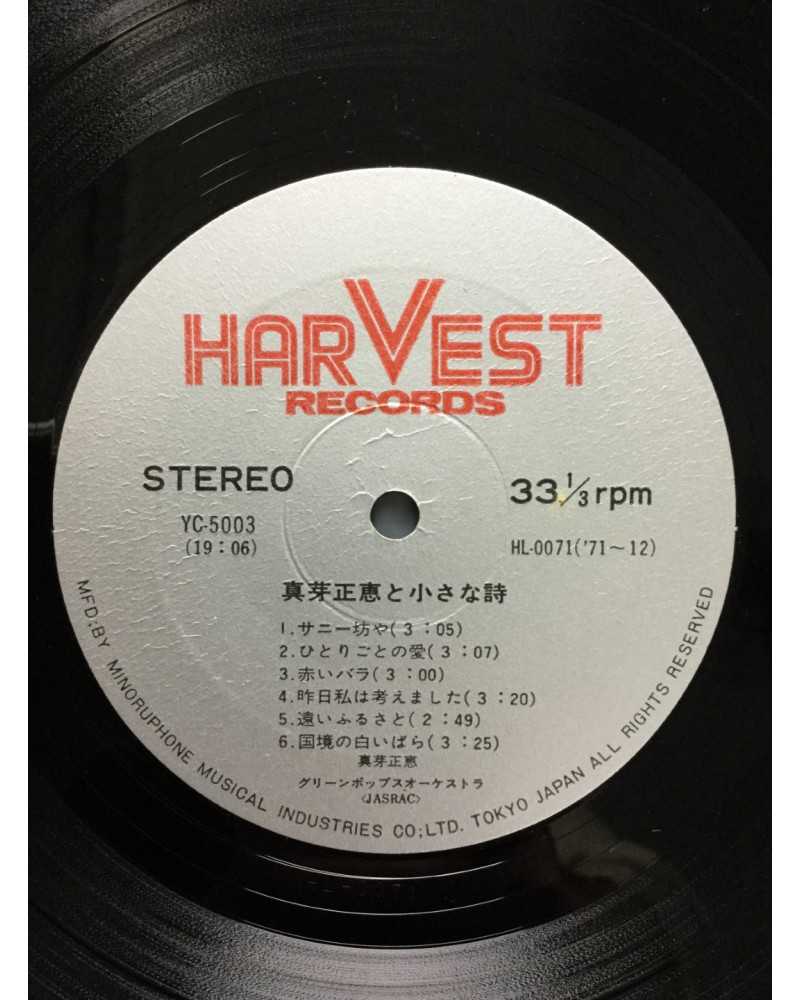 HARVEST
RECORDS
STEREO
33 1/3 rpm
YC-5003
(19：06)
HL-0071('71～12)
真芽正恵と小さな詩
1.サニー坊や(3：05)
2.ひとりごとの愛(3：07)
3.赤いバラ(3：00)
4.昨日私は考えました(3：20)
5.遠いふるさと(2：49)
6.国境の白いばら(3：25)
真芽正恵
グリーンポップスオーケストラ
〈JASRAC〉
MFD;BY MINORUPHONE MUSICAL INDUSTRIES CO;LTD. TOKYO JAPAN ALL RIGHTS RESERVED